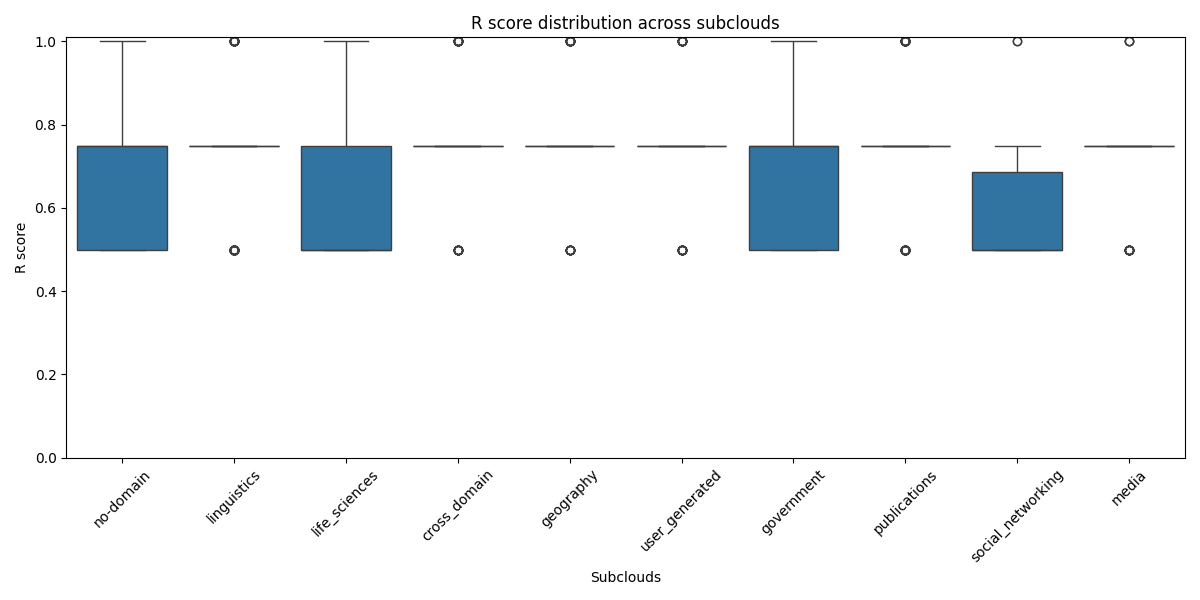 R score distribution across subclouds
R score
1.0
0.8
0.6
0.4
0.2
0.0
no-domain
linguistics
life_sciences
cross_domain
geography
user_generated
government
publications
social_networking
media
Subclouds